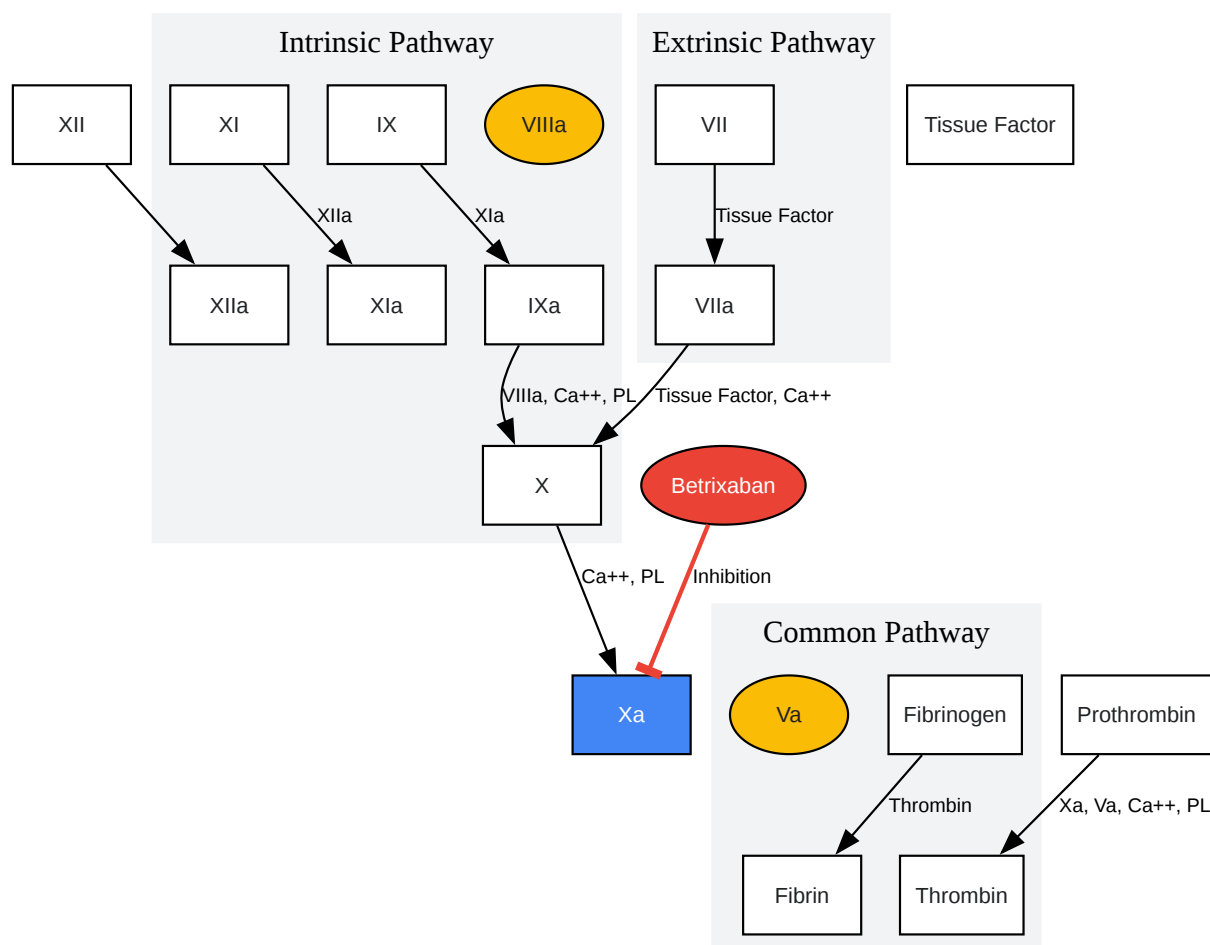 Intrinsic Pathway
Extrinsic Pathway
XII
XI
IX
VIIIa
VII
Tissue Factor
XIIa
XIa
Tissue Factor
XIIa
XIa
IXa
VIIa
VIIIa, Ca++, PL
Tissue Factor, Ca++
X
Betrixaban
Ca++, PL
Inhibition
Common Pathway
Xa
Va
Fibrinogen
Prothrombin
Thrombin
Xa, Va, Ca++, PL
Fibrin
Thrombin